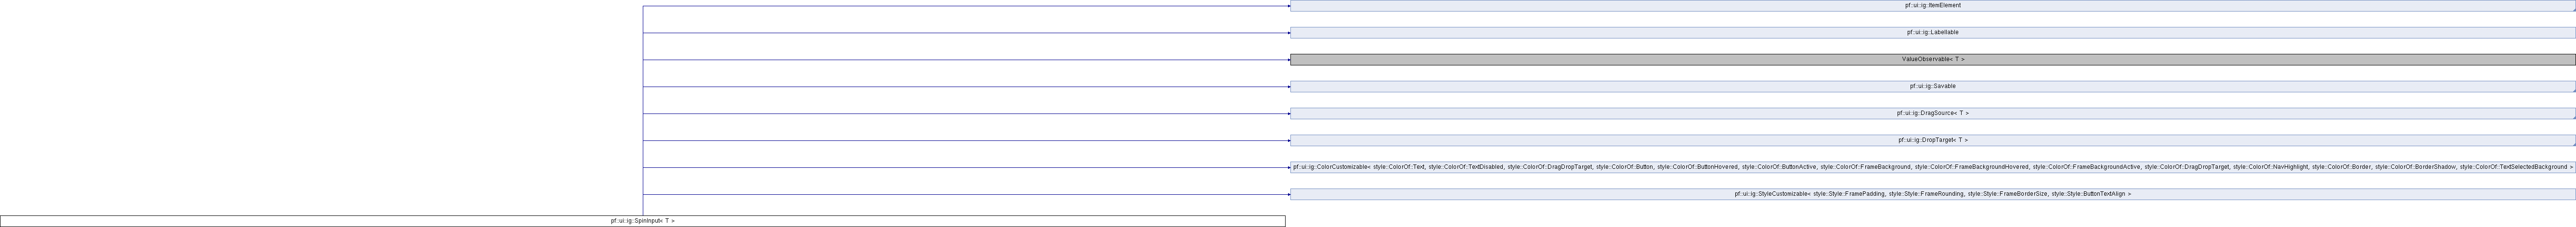 pf::ui::ig::ItemElement
pf::ui::ig::Labellable
ValueObservable< T >
pf::ui::ig::Savable
pf::ui::ig::DragSource< T >
pf::ui::ig::DropTarget< T >
pf::ui::ig::ColorCustomizable< style::ColorOf::Text, style::ColorOf::TextDisabled, style::ColorOf::DragDropTarget, style::ColorOf::Button, style::ColorOf::ButtonHovered, style::ColorOf::ButtonActive, style::ColorOf::FrameBackground, style::ColorOf::FrameBackgroundHovered, style::ColorOf::FrameBackgroundActive, style::ColorOf::DragDropTarget, style::ColorOf::NavHighlight, style::ColorOf::Border, style::ColorOf::BorderShadow, style::ColorOf::TextSelectedBackground >
pf::ui::ig::StyleCustomizable< style::Style::FramePadding, style::Style::FrameRounding, style::Style::FrameBorderSize, style::Style::ButtonTextAlign >
pf::ui::ig::SpinInput< T >